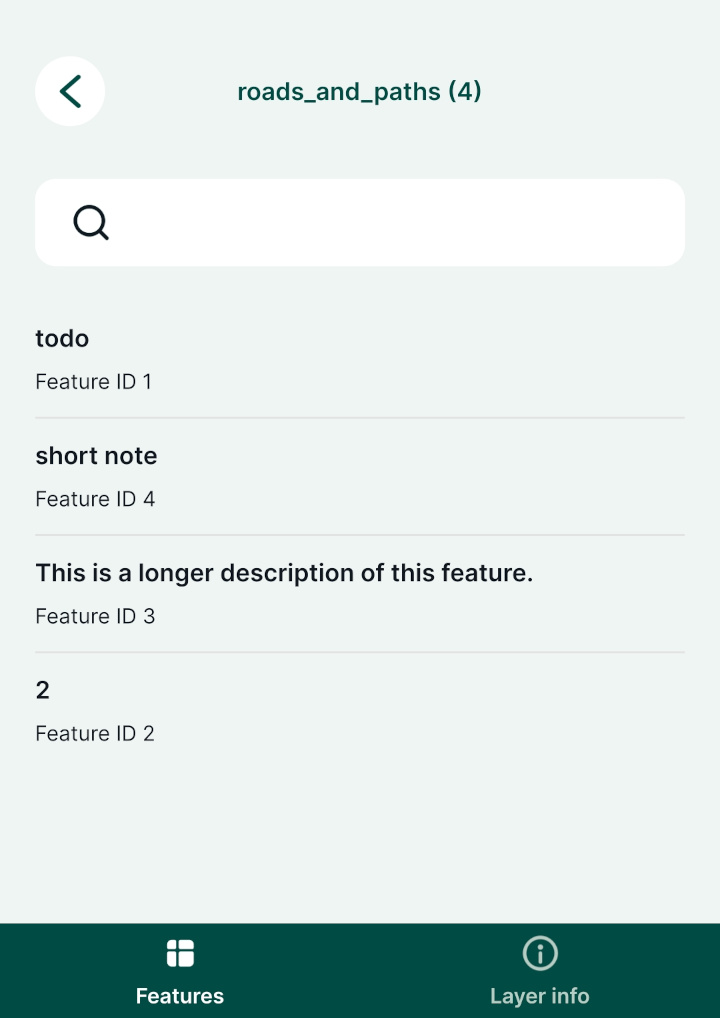 roads_and_paths (4)
todo
Feature ID 1
short note
Feature ID 4
This is a longer description of this feature.
Feature ID 3
2
Feature ID 2
Features
Layer info